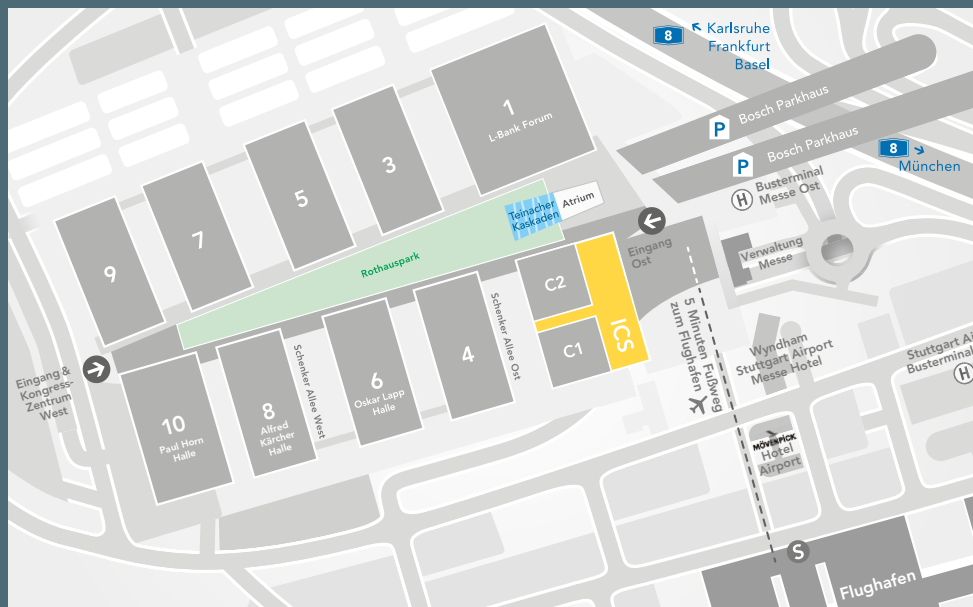 8
Karlsruhe
Frankfurt
Basel
1
L-Bank Forum
P
Bosch Parkhaus
P
Bosch Parkhaus
8
München
3
5
7
9
H
Busterminal
Messe Ost
Teinacher
Kaskaden
Atrium
Eingang
Ost
Verwaltung
Messe
Rothauspark
C2
C1
ICS
Schenker Allee Ost
4
6
Oskar Lapp
Halle
Schenker Allee West
8
Alfred
Kärcher
Halle
10
Paul Horn
Halle
Eingang &
Kongress-
Zentrum
West
5 Minuten Fußweg
zum Flughafen
Wyndham
Stuttgart Airport
Messe Hotel
Stuttgart Ai
Busterminal
H
MÖVENPICK
Hotel
Airport
S
Flughafen